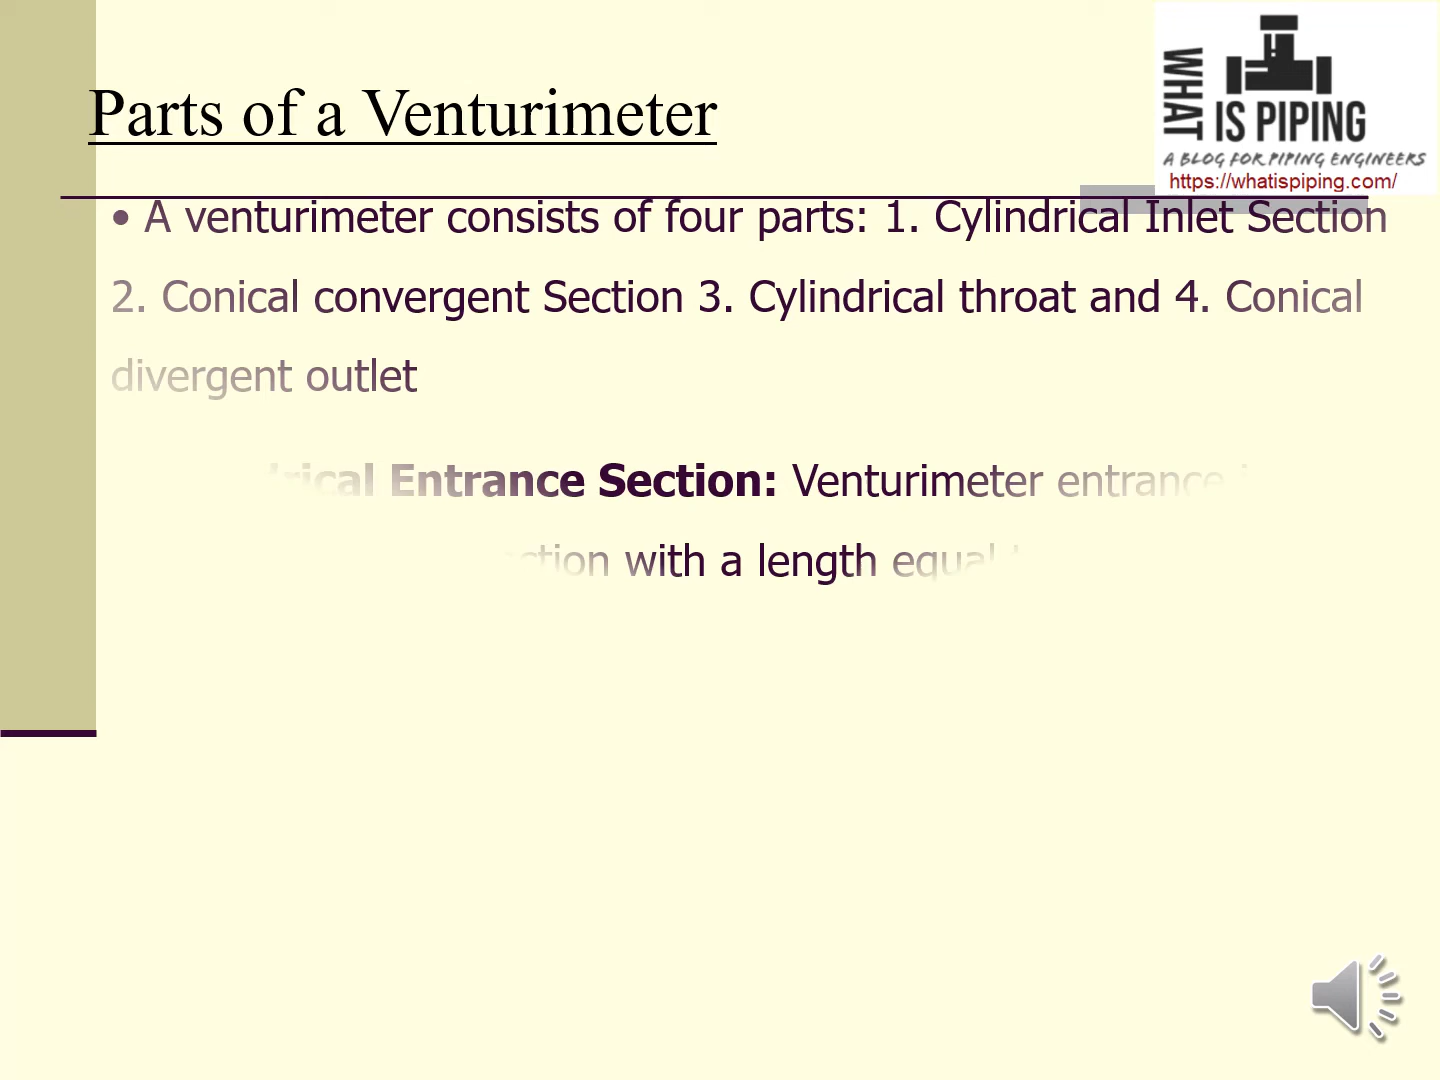 Parts of a Venturimeter
WHAT
IS PIPING
A BLOG FOR PIPING ENGINEERS
https://whatispiping.com/
• A venturimeter consists of four parts: 1. Cylindrical Inlet Section
2. Conical convergent Section 3. Cylindrical throat and 4. Conical
divergent outlet
Entrance Section: Venturimeter entrance
with a length equal